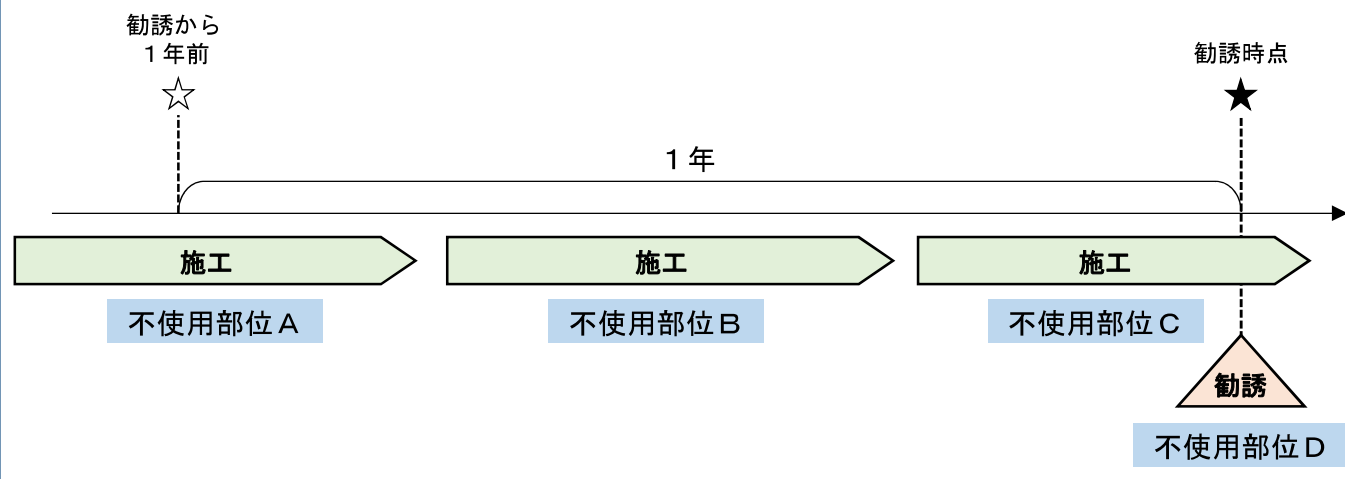 勧誘から
１年前
☆
勧誘時点
★
１年
施工
施工
施工
不使用部位Ａ
不使用部位Ｂ
不使用部位Ｃ
勧誘
不使用部位Ｄ